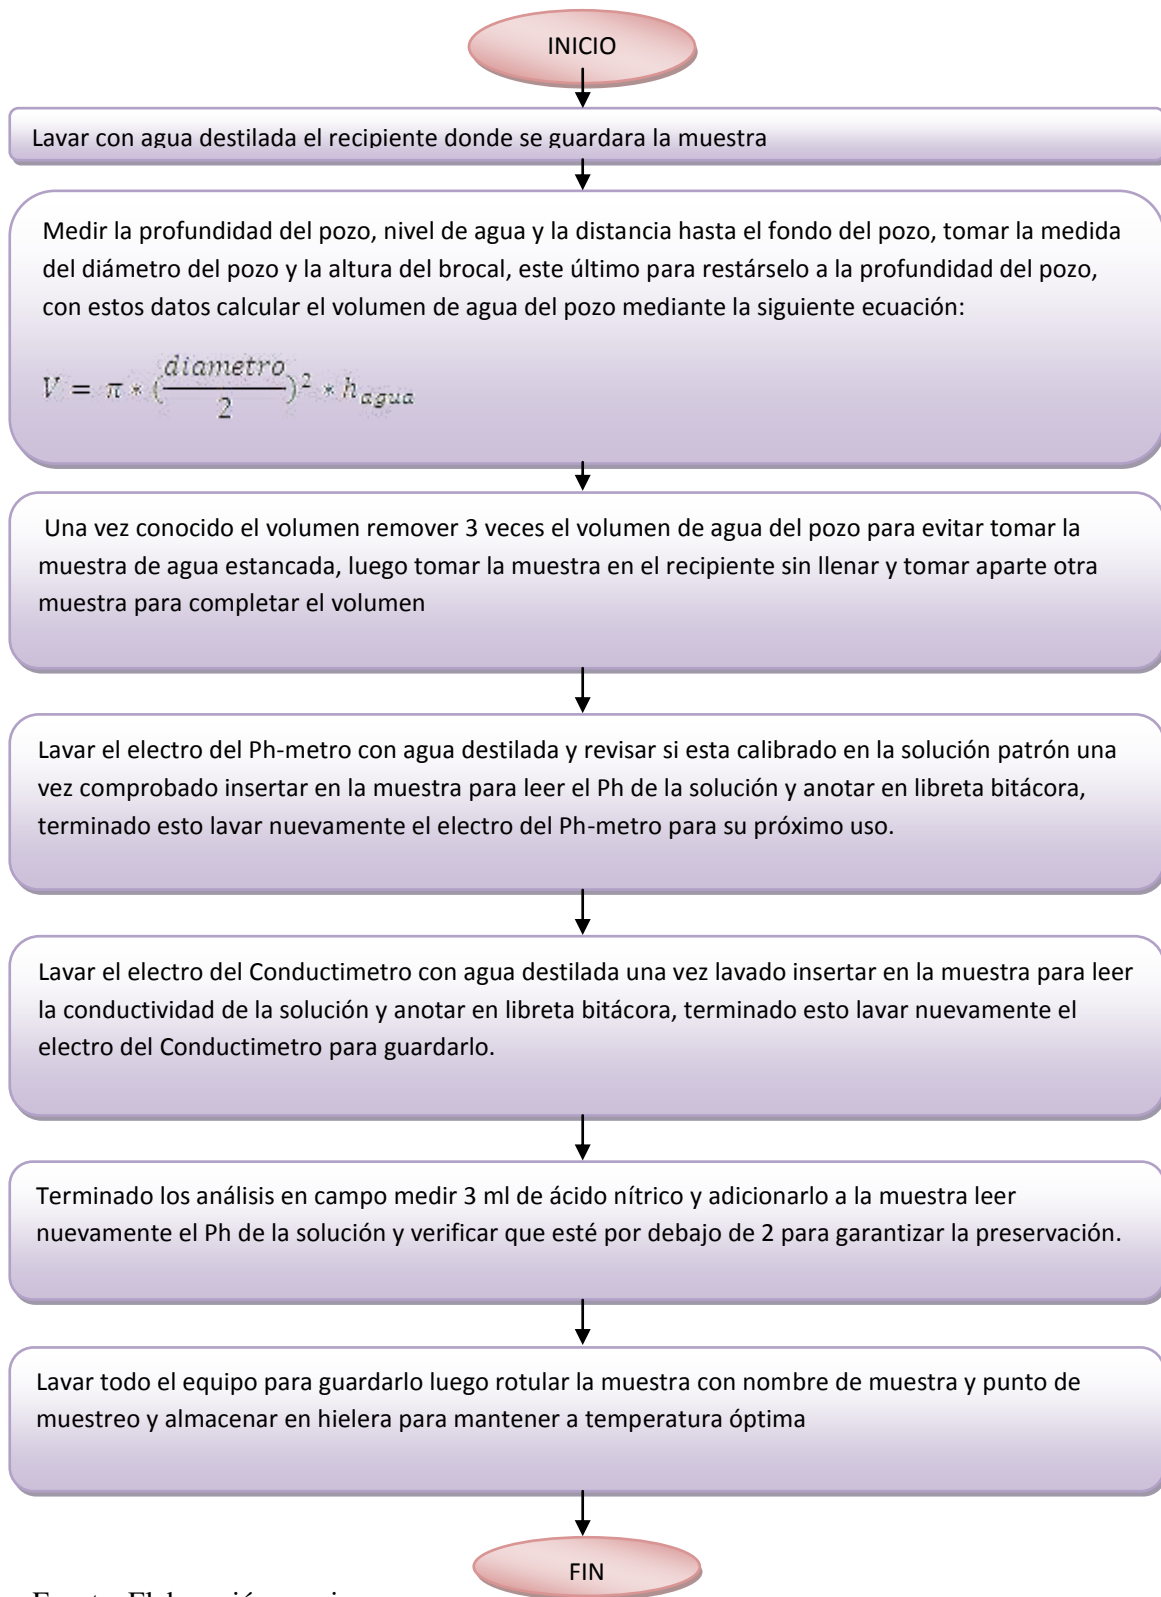 INICIO
Lavar con agua destilada el recipiente donde se guardara la muestra
Medir la profundidad del pozo, nivel de agua y la distancia hasta el fondo del pozo, tomar la medida
del diámetro del pozo y la altura del brocal, este último para restárselo a la profundidad del pozo,
con estos datos calcular el volumen de agua del pozo mediante la siguiente ecuación:
V = π * (diametro/2)² * h_agua
Una vez conocido el volumen remover 3 veces el volumen de agua del pozo para evitar tomar la
muestra de agua estancada, luego tomar la muestra en el recipiente sin llenar y tomar aparte otra
muestra para completar el volumen
Lavar el electro del Ph-metro con agua destilada y revisar si esta calibrado en la solución patrón una
vez comprobado insertar en la muestra para leer el Ph de la solución y anotar en libreta bitácora,
terminado esto lavar nuevamente el electro del Ph-metro para su próximo uso.
Lavar el electro del Conductimetro con agua destilada una vez lavado insertar en la muestra para leer
la conductividad de la solución y anotar en libreta bitácora, terminado esto lavar nuevamente el
electro del Conductimetro para guardarlo.
Terminado los análisis en campo medir 3 ml de ácido nítrico y adicionarlo a la muestra leer
nuevamente el Ph de la solución y verificar que esté por debajo de 2 para garantizar la preservación.
Lavar todo el equipo para guardarlo luego rotular la muestra con nombre de muestra y punto de
muestreo y almacenar en hielera para mantener a temperatura óptima
FIN